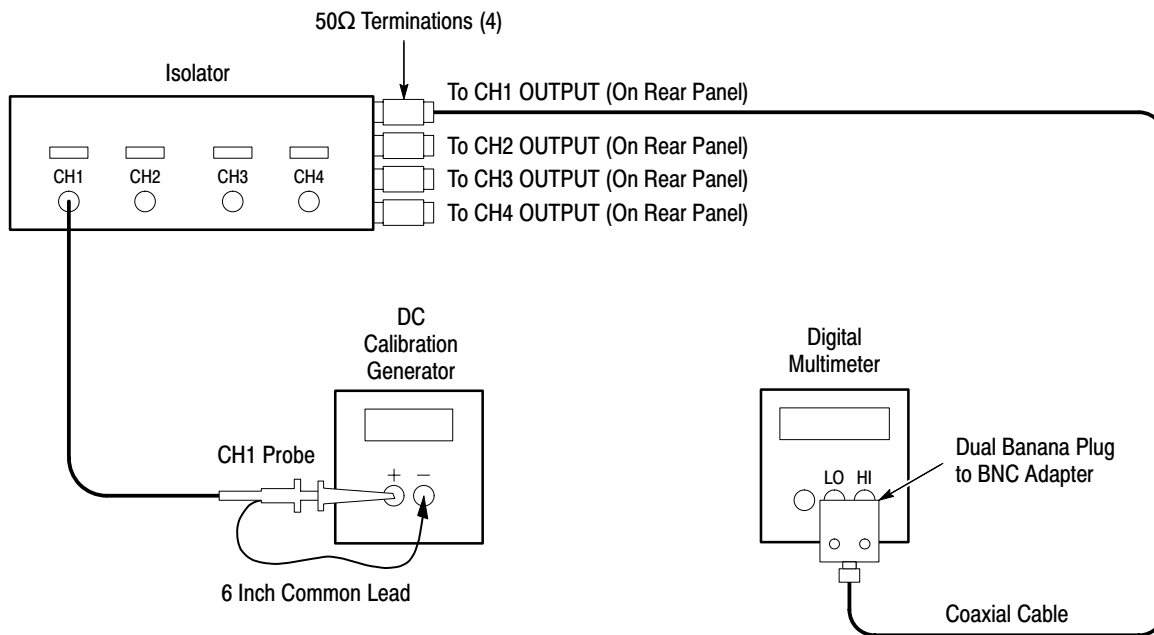 50Ω Terminations (4)
Isolator
To CH1 OUTPUT (On Rear Panel)
To CH2 OUTPUT (On Rear Panel)
To CH3 OUTPUT (On Rear Panel)
To CH4 OUTPUT (On Rear Panel)
CH1 CH2 CH3 CH4
DC
Calibration
Generator
Digital
Multimeter
CH1 Probe
+ −
Dual Banana Plug
to BNC Adapter
LO HI
6 Inch Common Lead
Coaxial Cable